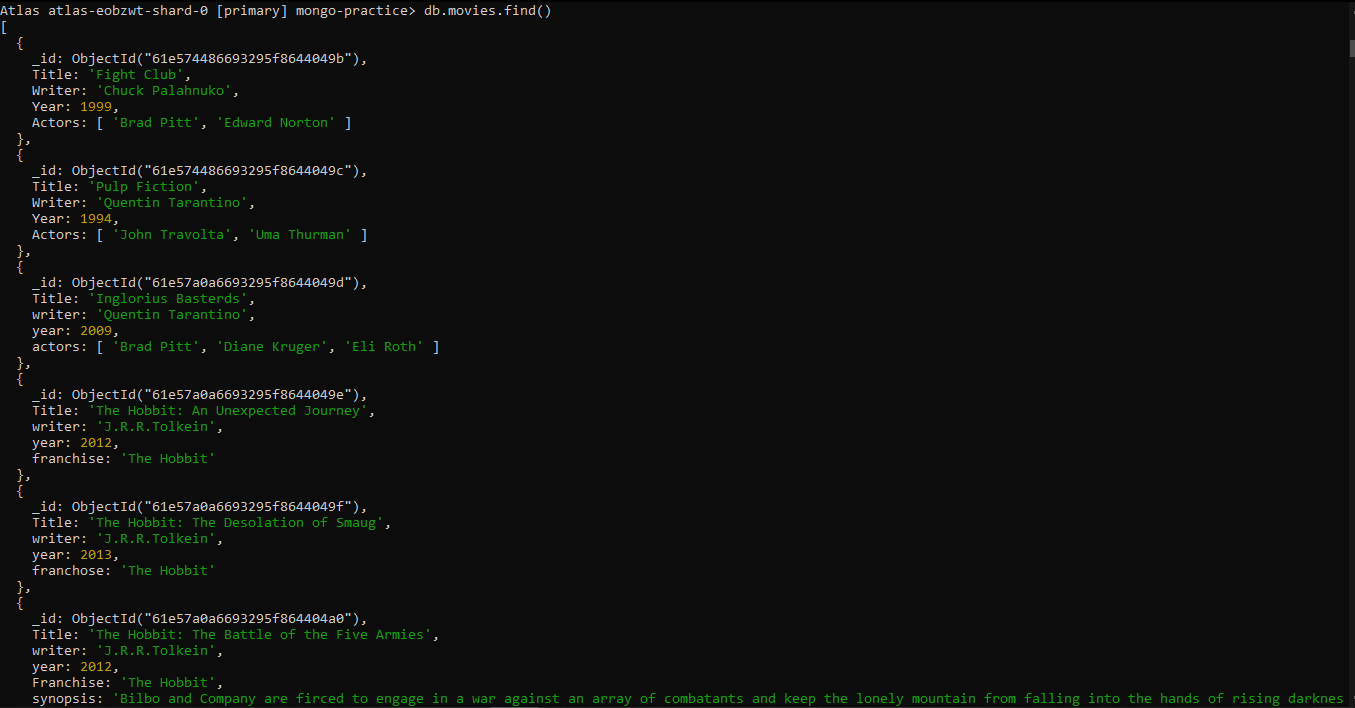 Atlas atlas-eobzwt-shard-0 [primary] mongo-practice> db.movies.find()
[
  {
    _id: ObjectId("61e574486693295f8644049b"),
    Title: 'Fight Club',
    Writer: 'Chuck Palahnuko',
    Year: 1999,
    Actors: [ 'Brad Pitt', 'Edward Norton' ]
  },
  {
    _id: ObjectId("61e574486693295f8644049c"),
    Title: 'Pulp Fiction',
    Writer: 'Quentin Tarantino',
    Year: 1994,
    Actors: [ 'John Travolta', 'Uma Thurman' ]
  },
  {
    _id: ObjectId("61e57a0a6693295f8644049d"),
    Title: 'Inglorius Basterds',
    writer: 'Quentin Tarantino',
    year: 2009,
    actors: [ 'Brad Pitt', 'Diane Kruger', 'Eli Roth' ]
  },
  {
    _id: ObjectId("61e57a0a6693295f8644049e"),
    Title: 'The Hobbit: An Unexpected Journey',
    writer: 'J.R.R.Tolkein',
    year: 2012,
    franchise: 'The Hobbit'
  },
  {
    _id: ObjectId("61e57a0a6693295f8644049f"),
    Title: 'The Hobbit: The Desolation of Smaug',
    writer: 'J.R.R.Tolkein',
    year: 2013,
    franchose: 'The Hobbit'
  },
  {
    _id: ObjectId("61e57a0a6693295f864404a0"),
    Title: 'The Hobbit: The Battle of the Five Armies',
    writer: 'J.R.R.Tolkein',
    year: 2012,
    Franchise: 'The Hobbit',
    synopsis: 'Bilbo and Company are firced to engage in a war against an array of combatants and keep the lonely mountain from falling into the hands of rising darknes